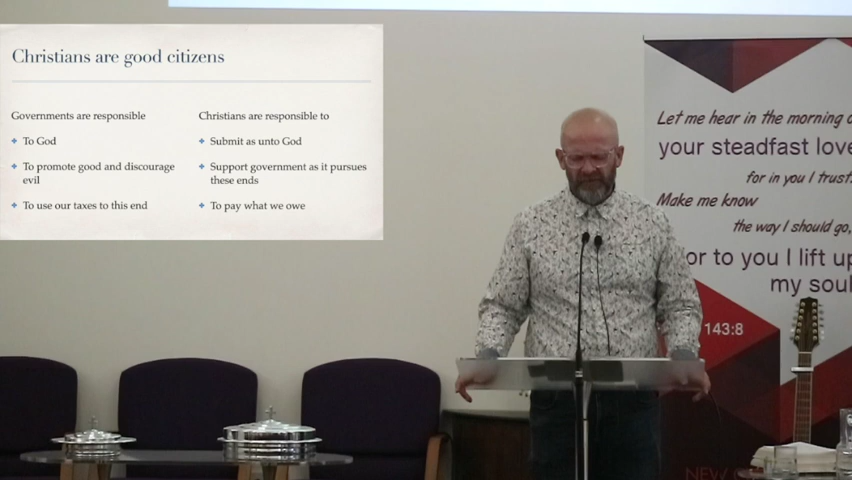 Christians are good citizens
Governments are responsible
To God
To promote good and discourage
evil
To use our taxes to this end
Christians are responsible to
Submit as unto God
Support government as it pursues
these ends
To pay what we owe
Let me hear in the morning
your steadfast love
for in you I trust.
Make me know
the way I should go,
or to you I lift up
my soul
143:8
NEW